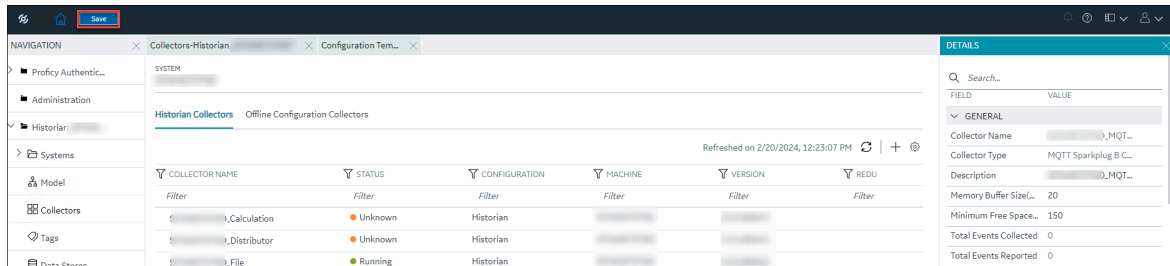 Save
NAVIGATION
Proficy Authentic...
Administration
Historian
Systems
Model
Collectors
Tags
Data Stores
Collectors-Historian
Configuration Tem...
SYSTEM
Historian Collectors Offline Configuration Collectors
Refreshed on 2/20/2024, 12:23:07 PM
COLLECTOR NAME STATUS CONFIGURATION MACHINE VERSION REDU
Filter Filter Filter Filter Filter Filter
_Calculation Unknown Historian
_Distributor Unknown Historian
_File Running Historian
DETAILS
Search...
FIELD VALUE
GENERAL
Collector Name _MQT...
Collector Type MQTT Sparkplug B C...
Description _MQT...
Memory Buffer Size(... 20
Minimum Free Space... 150
Total Events Collected 0
Total Events Reported 0